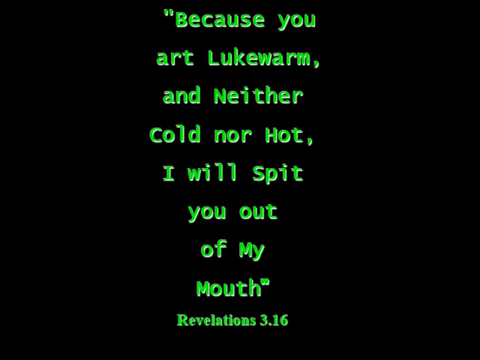 "Because you
art Lukewarm,
and Neither
Cold nor Hot,
I will Spit
you out
of My
Mouth"
Revelations 3.16